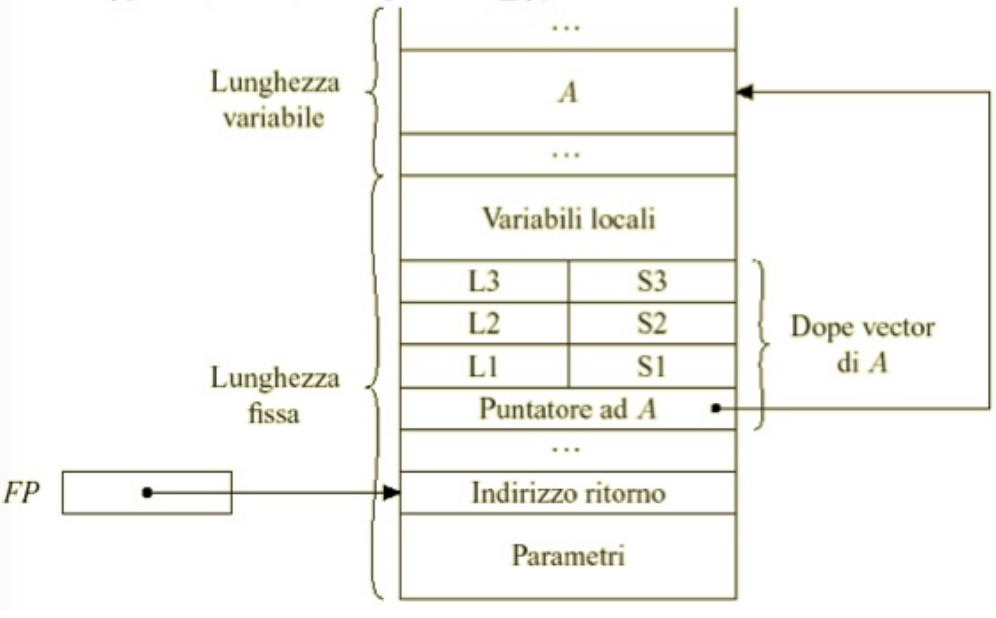 ...
Lunghezza
variabile
A
...
Variabili locali
L3 S3
L2 S2
L1 S1
Dope vector
di A
Lunghezza
fissa
Puntatore ad A
...
FP
Indirizzo ritorno
Parametri